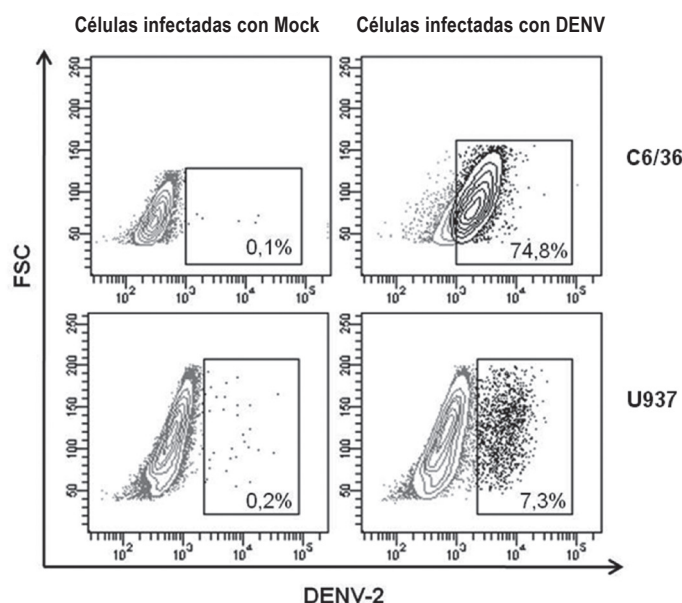 Células infectadas con Mock
Células infectadas con DENV
250
200
150
100
50
0,1%
10² 10³ 10⁴ 10⁵
250
200
150
100
50
74,8%
10² 10³ 10⁴ 10⁵
C6/36
FSC
250
200
150
100
50
0,2%
10² 10³ 10⁴ 10⁵
250
200
150
100
50
7,3%
10² 10³ 10⁴ 10⁵
U937
DENV-2